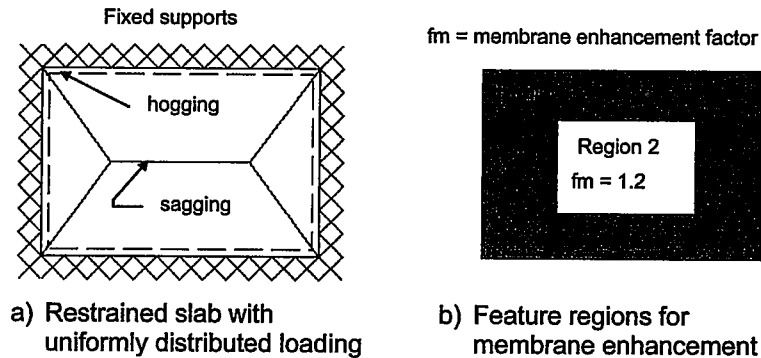 Fixed supports
fm = membrane enhancement factor
hogging
sagging
Region 2
fm = 1.2
a) Restrained slab with
uniformly distributed loading
b) Feature regions for
membrane enhancement